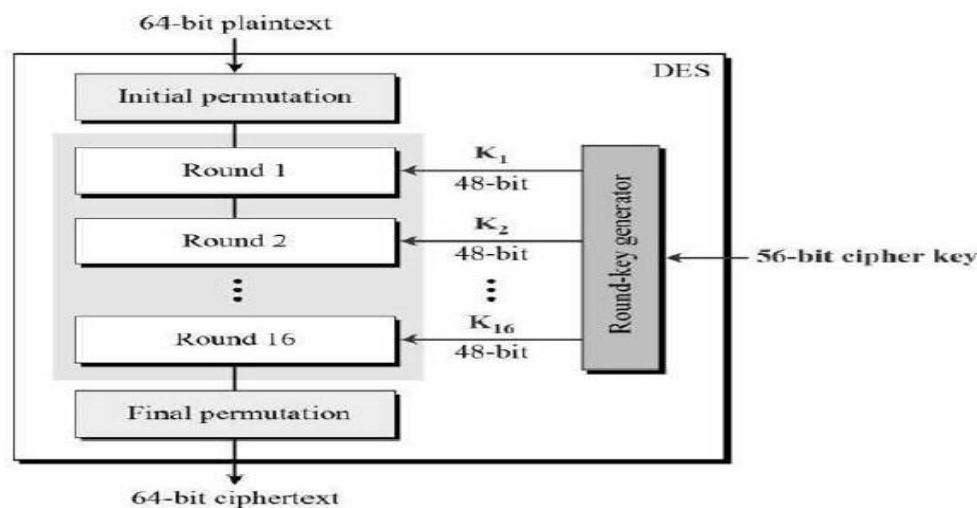 64-bit plaintext
DES
Initial permutation
Round 1
K1
48-bit
Round 2
K2
48-bit
Round 16
K16
48-bit
Round-key generator
56-bit cipher key
Final permutation
64-bit ciphertext